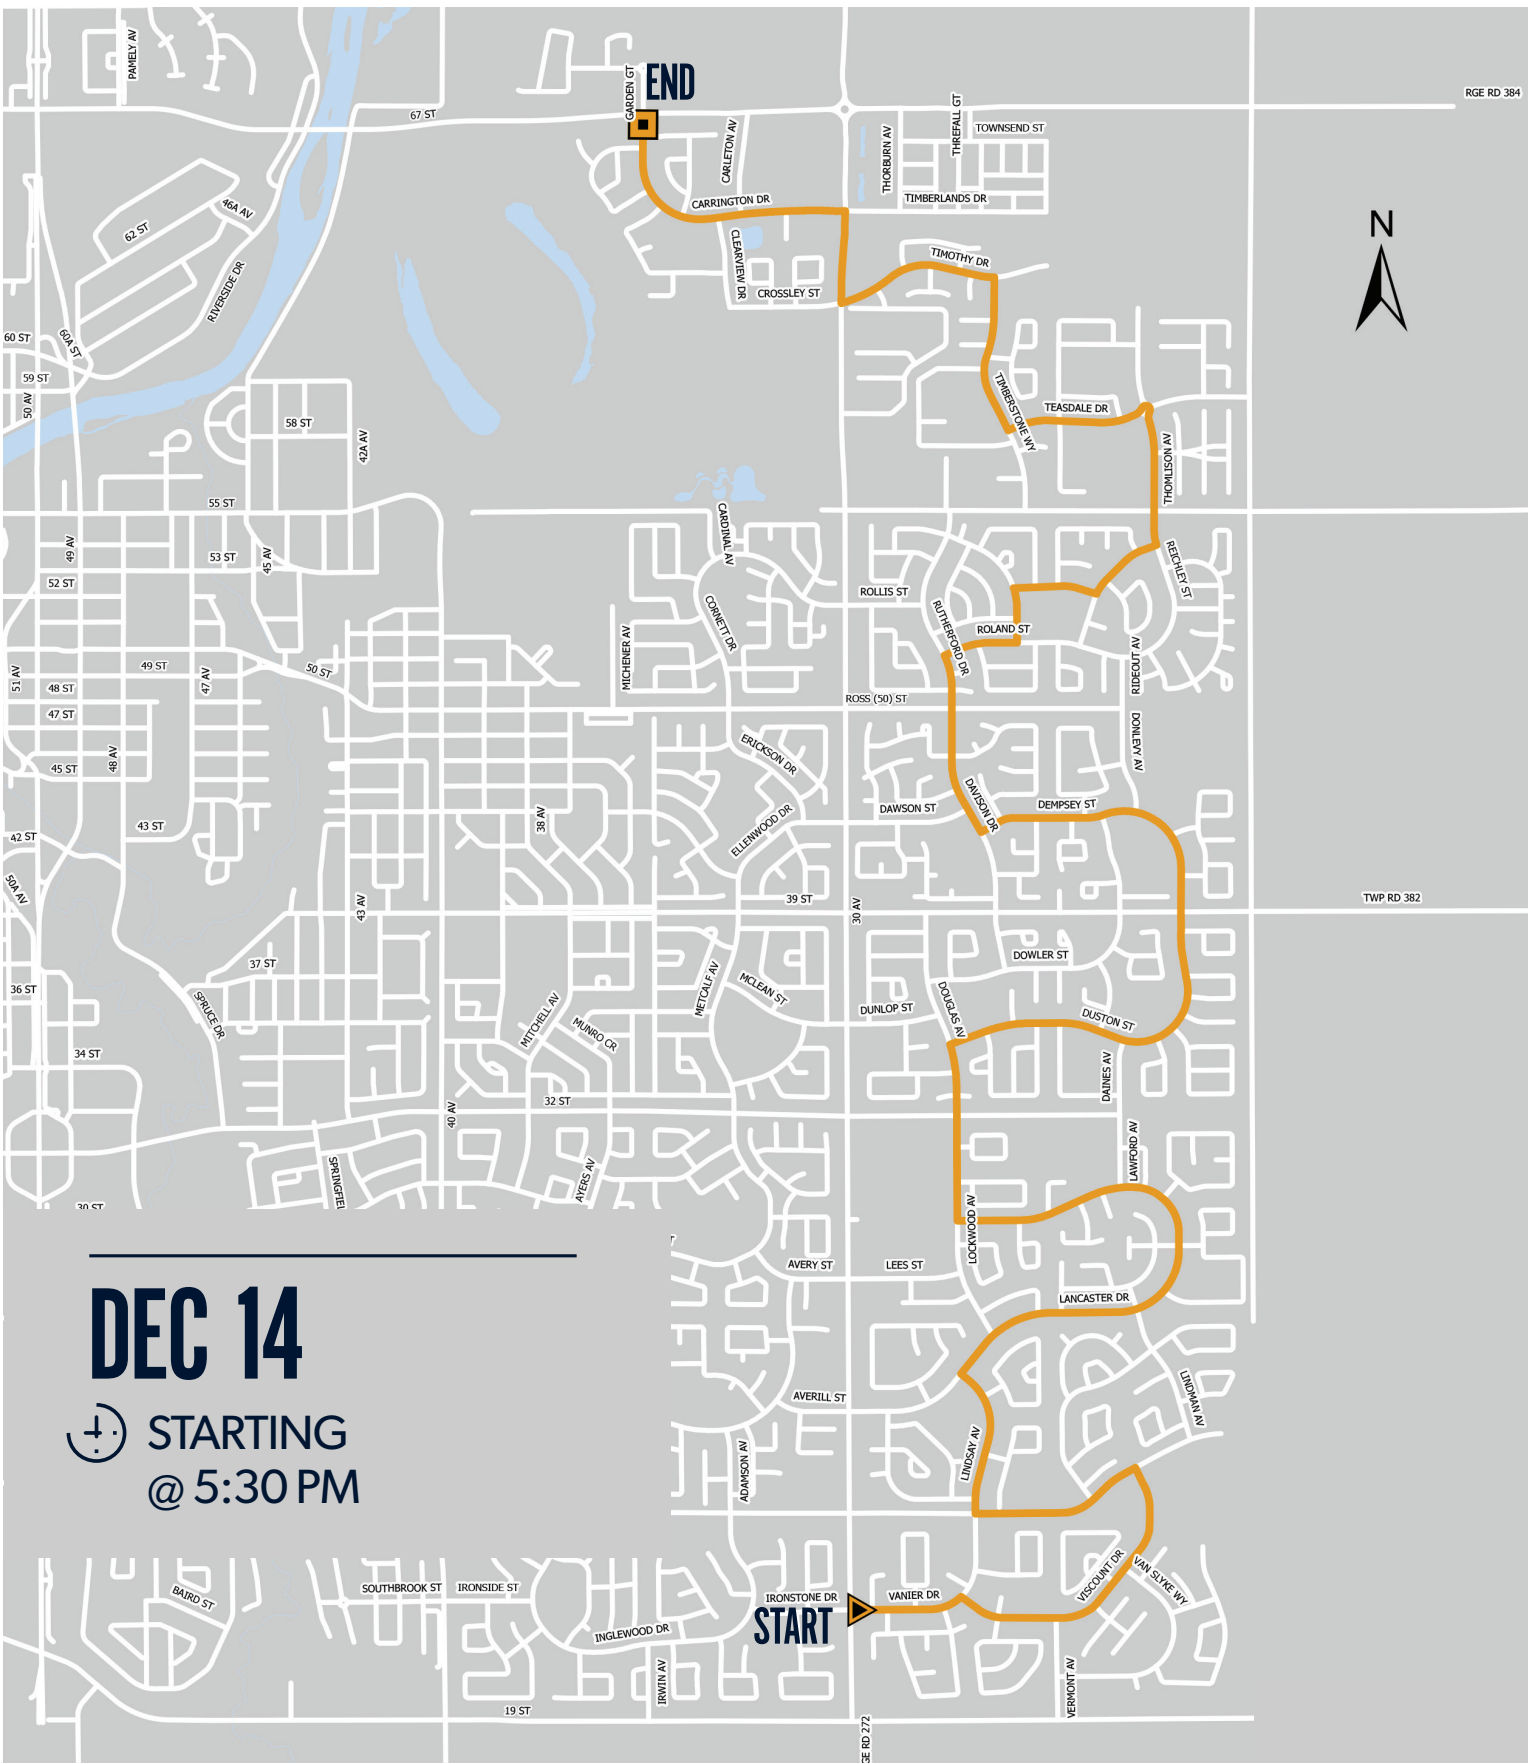 PAMELY AV
GARDEN GT
END
RGE RD 384
67 ST
CARLETON AV
THORBURN AV
THREFALL GT
TOWNSEND ST
TIMBERLANDS DR
CARRINGTON DR
46A AV
62 ST
N
CLEARVIEW DR
TIMOTHY DR
RIVERSIDE DR
CROSSLEY ST
60 ST
60A ST
59 ST
50 AV
TIMBERSTONE WY
TEASDALE DR
58 ST
42A AV
THOMLISON AV
55 ST
CARDINAL AV
49 AV
53 ST
45 AV
REICHLEY ST
52 ST
ROLLIS ST
CORNETT DR
RUTHERFORD DR
ROLAND ST
MICHENER AV
RIDEOUT AV
49 ST
50 ST
51 AV
48 ST
47 AV
ROSS (50) ST
47 ST
DONLEVY AV
48 AV
ERICKSON DR
45 ST
DAVISON DR
DEMPSEY ST
DAWSON ST
38 AV
ELLENWOOD DR
43 ST
42 ST
50A AV
39 ST
30 AV
43 AV
TWP RD 382
37 ST
DOWLER ST
36 ST
METCALF AV
MCLEAN ST
SPRUCE DR
DOUGLAS AV
DUNLOP ST
DUSTON ST
MITCHELL AV
MUNRO CR
34 ST
DAINES AV
32 ST
40 AV
LAWFORD AV
SPRINGFIEL
AYERS AV
30 ST
LOCKWOOD AV
AVERY ST
LEES ST
LANCASTER DR
DEC 14
STARTING
@ 5:30 PM
LINDMAN AV
AVERILL ST
LINDSAY AV
ADAMSON AV
VISCOUNT DR
VAN SLYKE WY
BAIRD ST
SOUTHBROOK ST
IRONSIDE ST
IRONSTONE DR
VANIER DR
START
INGLEWOOD DR
IRWIN AV
VERMONT AV
19 ST
GE RD 272